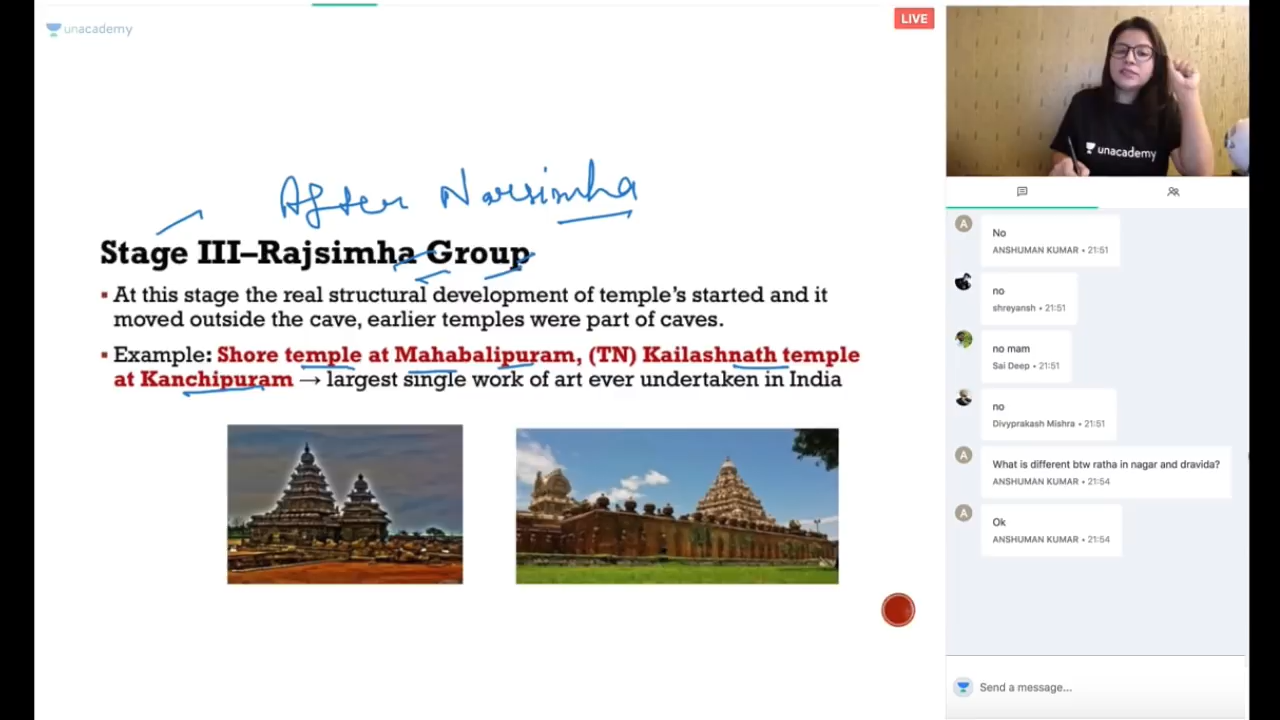 unacademy
LIVE
After Narsimha
Stage III–Rajsimha Group
▪ At this stage the real structural development of temple's started and it
moved outside the cave, earlier temples were part of caves.
▪ Example: Shore temple at Mahabalipuram, (TN) Kailashnath temple
at Kanchipuram → largest single work of art ever undertaken in India
unacademy
A
No
ANSHUMAN KUMAR • 21:51
no
shreyansh • 21:51
no mam
Sai Deep • 21:51
no
Divyprakash Mishra • 21:51
A
What is different btw ratha in nagar and dravida?
ANSHUMAN KUMAR • 21:54
A
Ok
ANSHUMAN KUMAR • 21:54
Send a message...